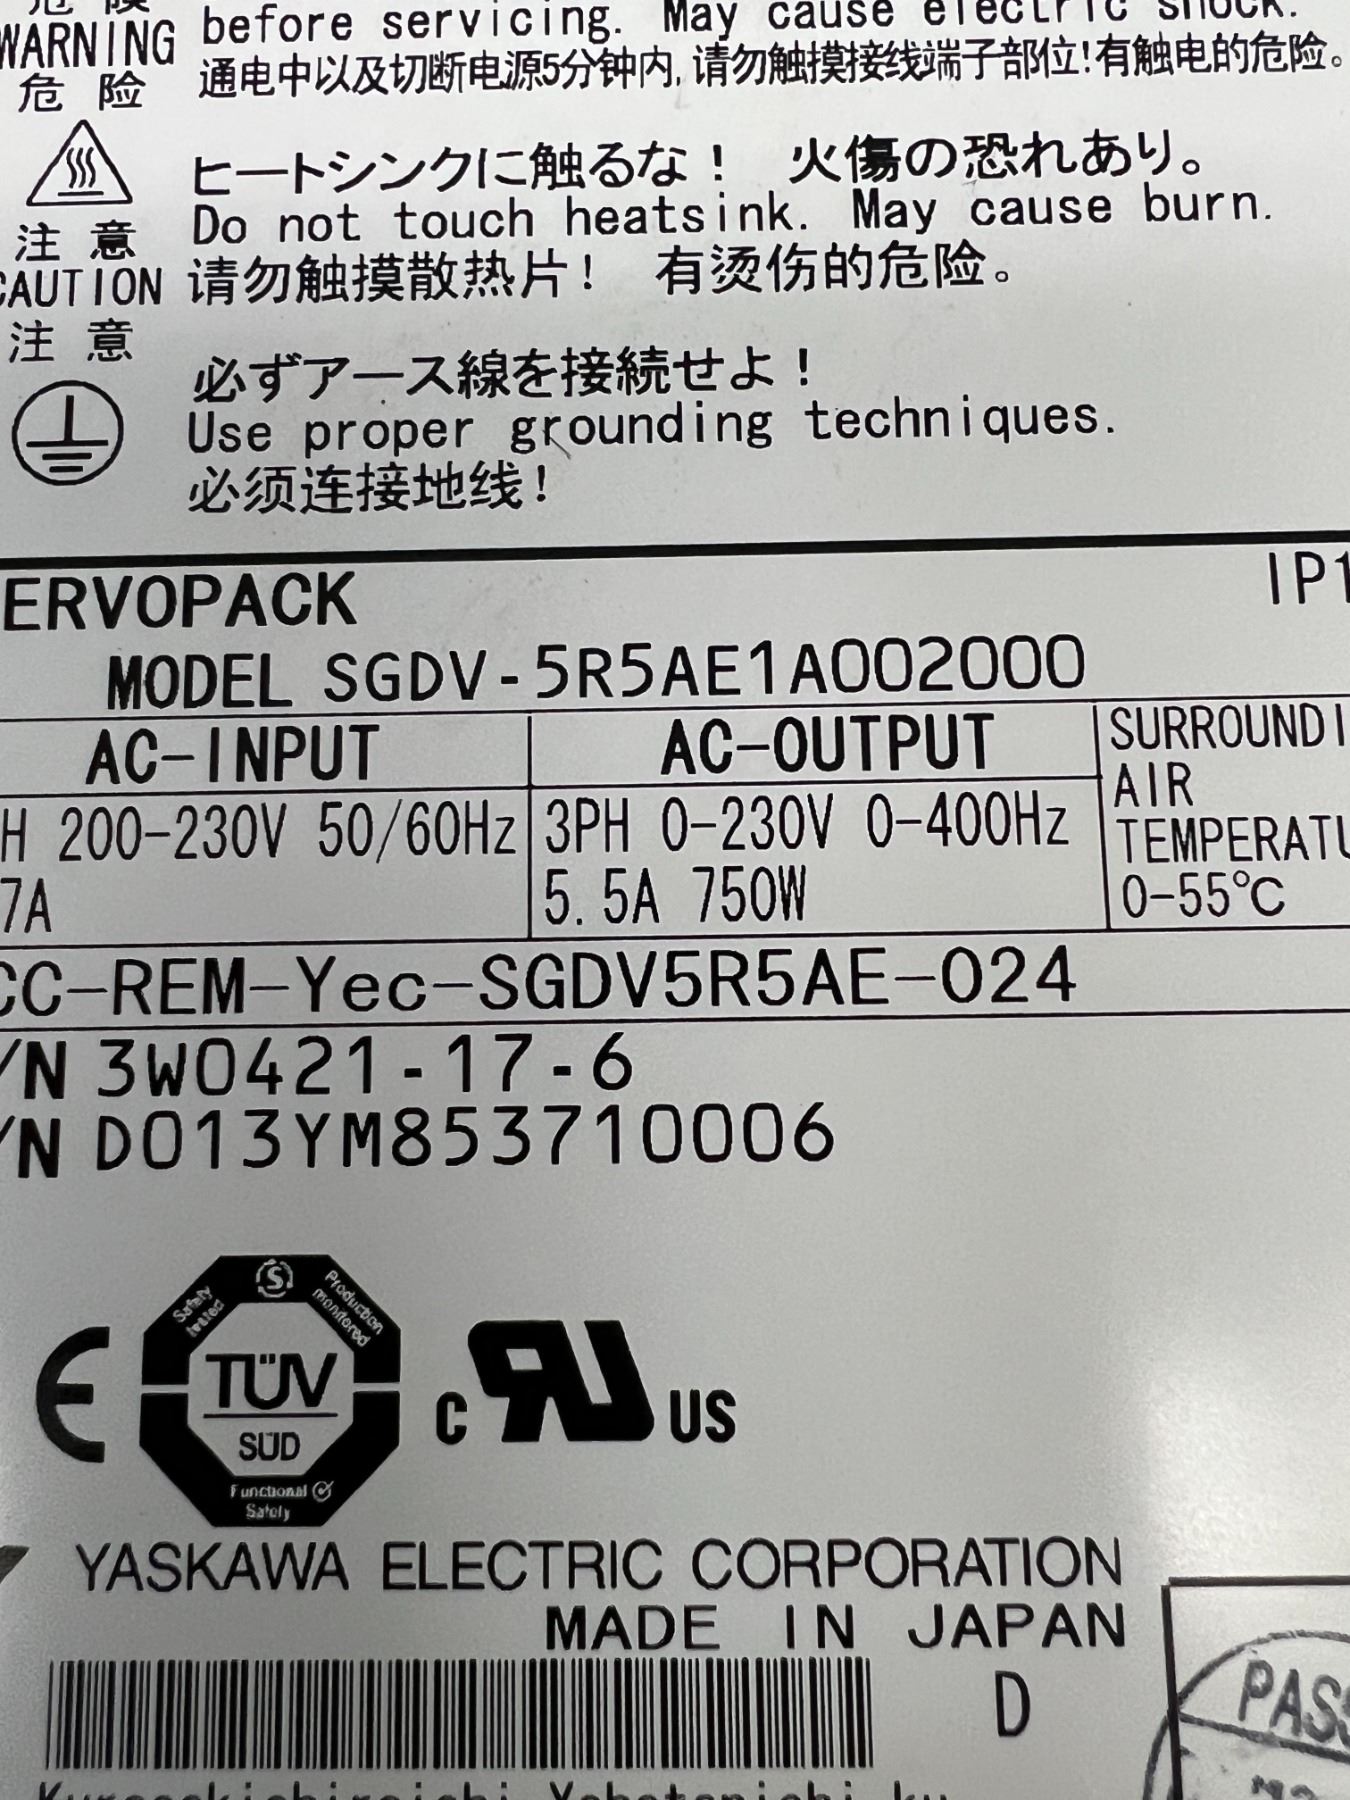 危 険
before servicing. May cause electric shock.
WARNING
通电中以及切断电源5分钟内,请勿触摸接线端子部位!有触电的危险。
危 险
ヒートシンクに触るな! 火傷の恐れあり。
注 意
Do not touch heatsink. May cause burn.
CAUTION
请勿触摸散热片! 有烫伤的危险。
注 意
必ずアース線を接続せよ!
Use proper grounding techniques.
必须连接地线!
ERVOPACK
IP1
MODEL SGDV-5R5AE1A002000
AC-INPUT
AC-OUTPUT
SURROUNDI
AIR
TEMPERATU
0-55℃
H 200-230V 50/60Hz
3PH 0-230V 0-400Hz
7A
5.5A 750W
CC-REM-Yec-SGDV5R5AE-024
/N 3W0421-17-6
/N D013YM853710006
CE
Safety tested
S
Production monitored
TÜV
SÜD
Functional
Safety
C RU US
YASKAWA ELECTRIC CORPORATION
MADE IN JAPAN
D
PASS